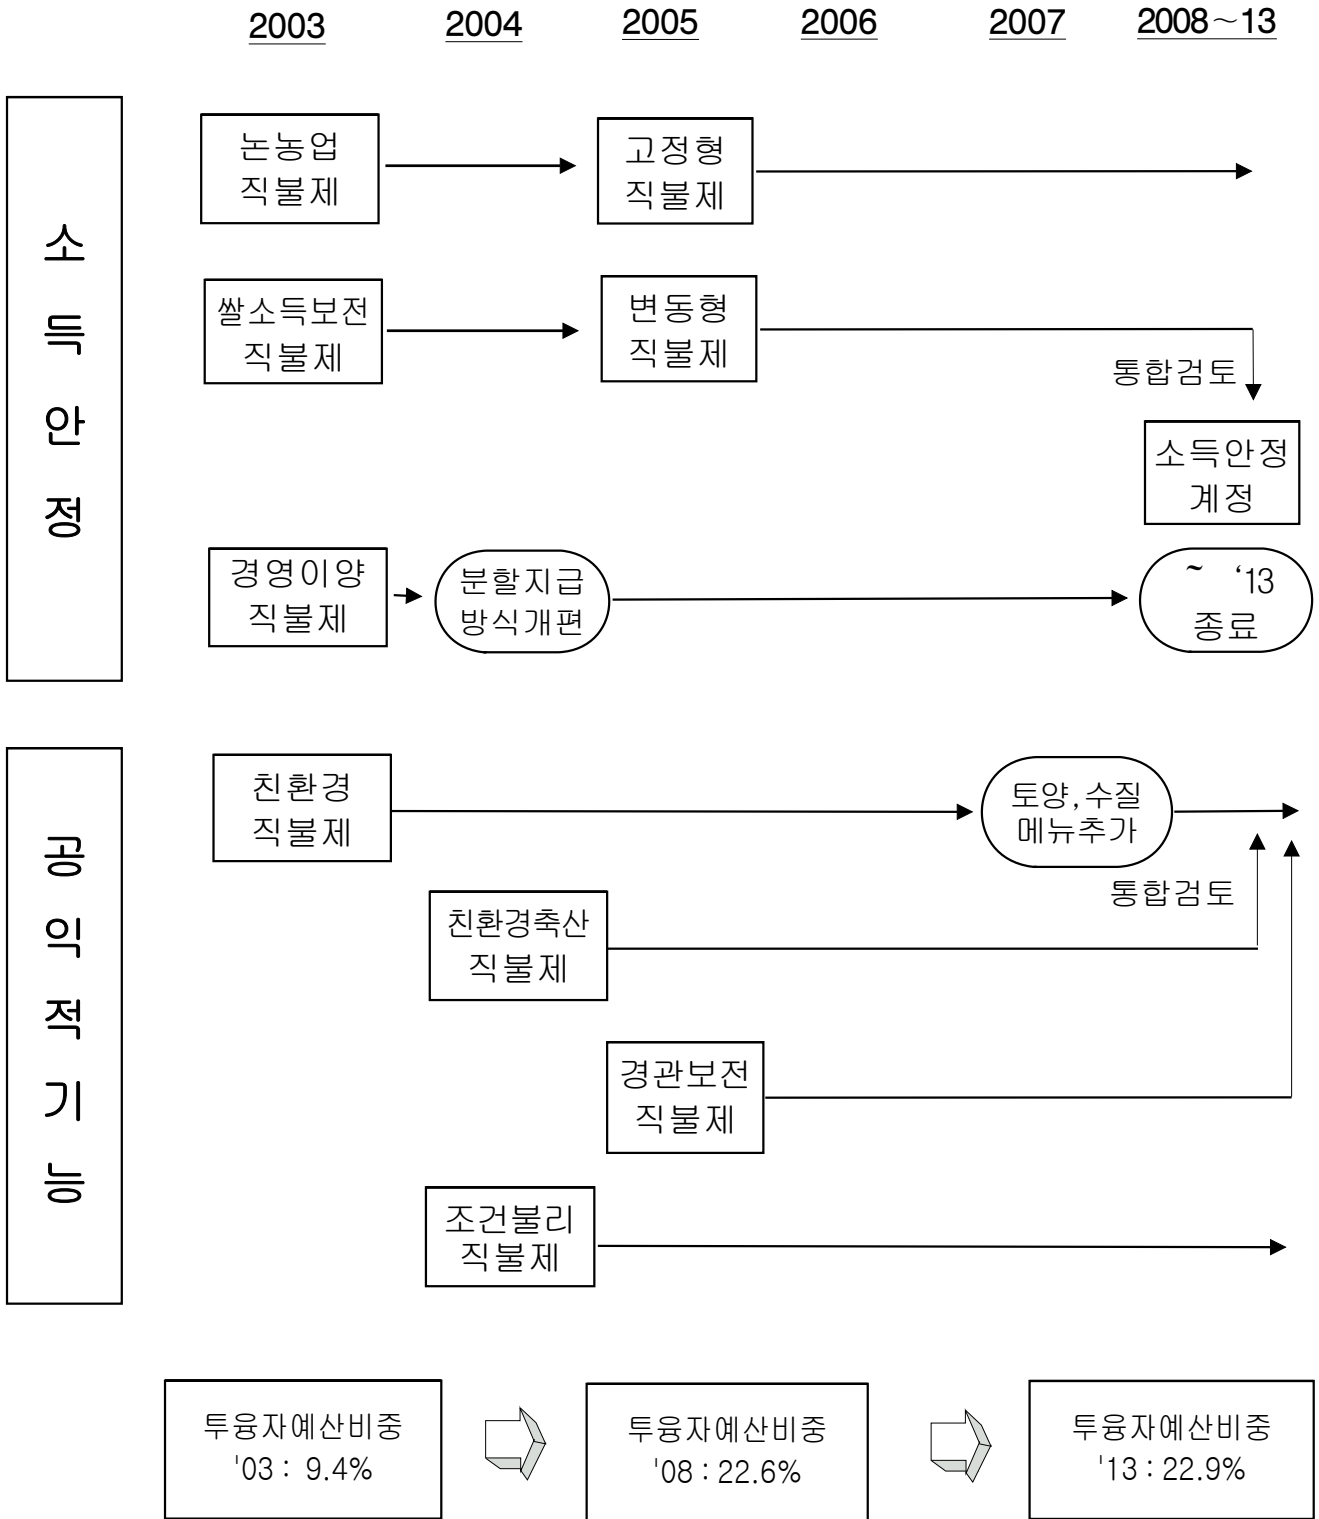 2003 2004 2005 2006 2007 2008~13
소
득
안
정
논농업
직불제
고정형
직불제
쌀소득보전
직불제
변동형
직불제
통합검토
소득안정
계정
경영이양
직불제
분할지급
방식개편
~ ‘13
종료
공
익
적
기
능
친환경
직불제
토양,수질
메뉴추가
통합검토
친환경축산
직불제
경관보전
직불제
조건불리
직불제
투융자예산비중
'03 : 9.4%
투융자예산비중
'08 : 22.6%
투융자예산비중
'13 : 22.9%